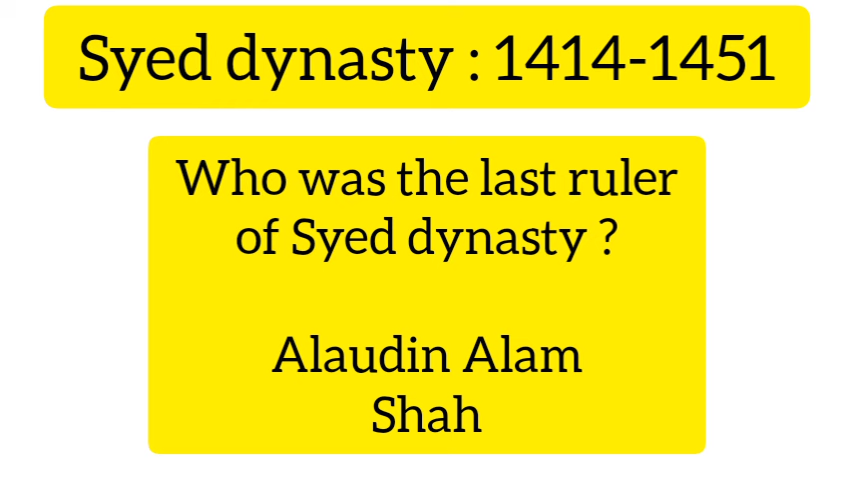 Syed dynasty : 1414-1451
Who was the last ruler
of Syed dynasty ?
Alaudin Alam
Shah